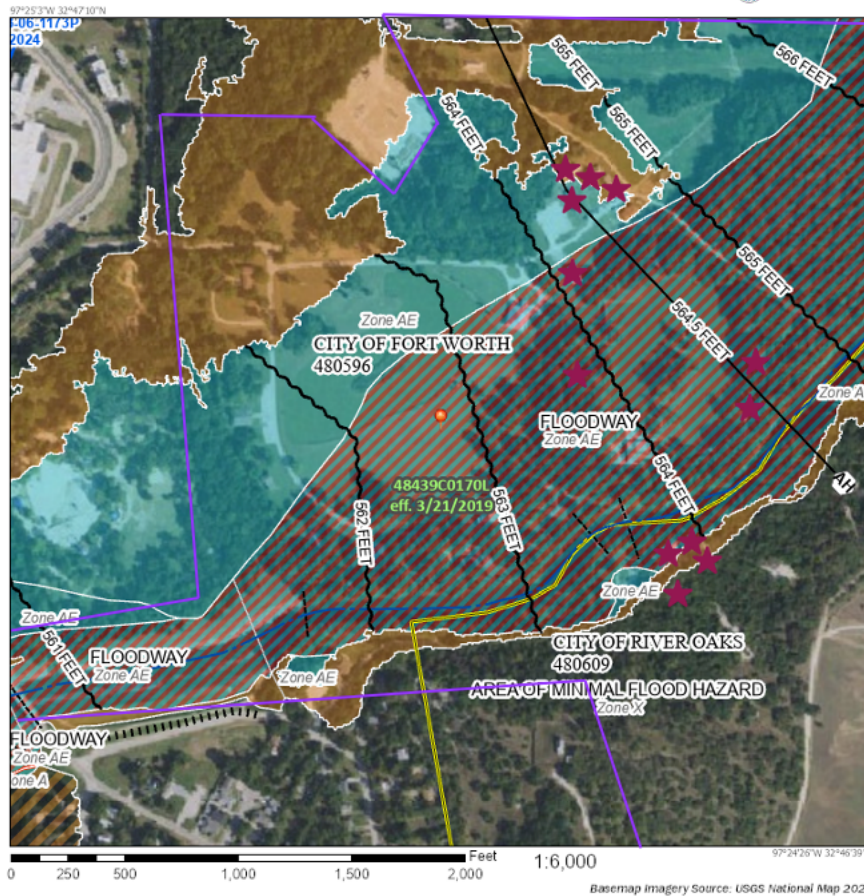 97°25'3"W 32°47'10"N
-06-1173P
2024
566 FEET
565 FEET
565 FEET
564 FEET
565 FEET
564.5 FEET
Zone AE
CITY OF FORT WORTH
480596
Zone A
FLOODWAY
Zone AE
564 FEET
AH
48439C0170L
eff. 3/21/2019
563 FEET
562 FEET
Zone AE
Zone AE
561 FEET
FLOODWAY
Zone AE
Zone AE
CITY OF RIVER OAKS
480609
AREA OF MINIMAL FLOOD HAZARD
Zone X
FLOODWAY
Zone AE
one A
97°24'26"W 32°46'39"
0 250 500 1,000 1,500 2,000 Feet 1:6,000
Basemap Imagery Source: USGS National Map 202